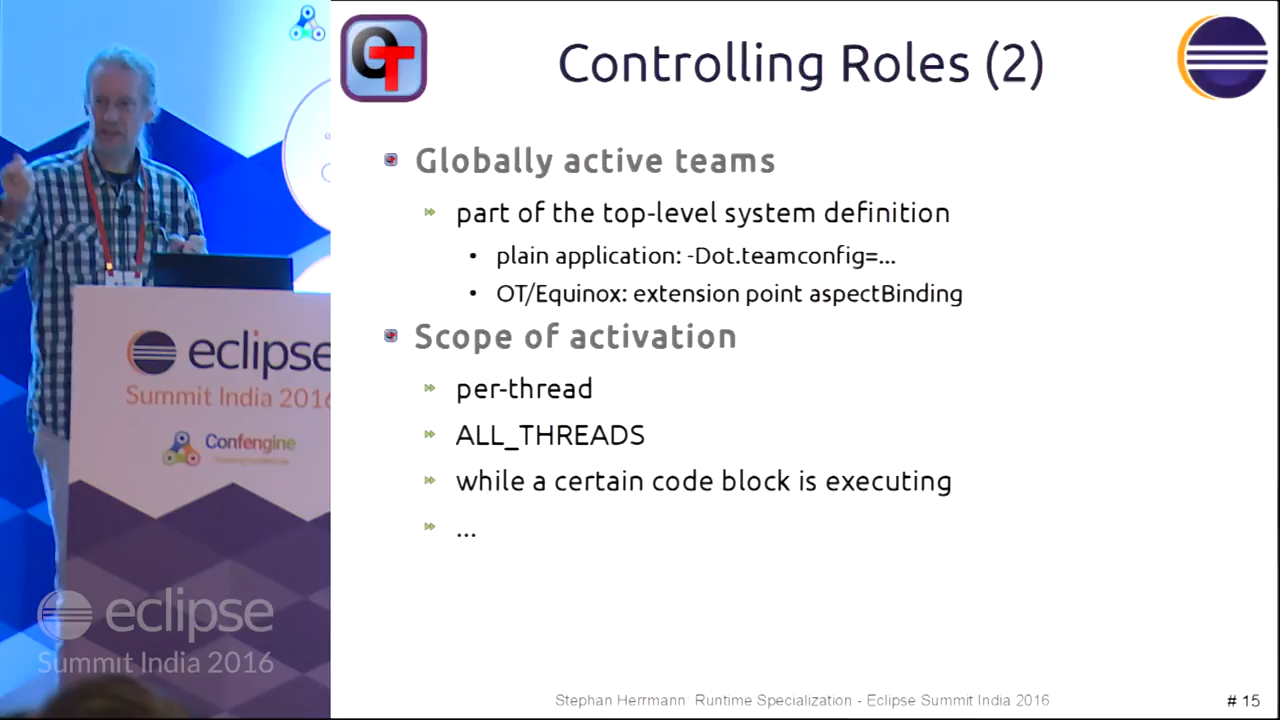 OT
Controlling Roles (2)
Globally active teams
part of the top-level system definition
plain application: -Dot.teamconfig=...
OT/Equinox: extension point aspectBinding
Scope of activation
per-thread
ALL_THREADS
while a certain code block is executing
...
eclipse
Summit India 2016
Confengine
eclipse
Summit India 2016
Stephan Herrmann: Runtime Specialization - Eclipse Summit India 2016
# 15